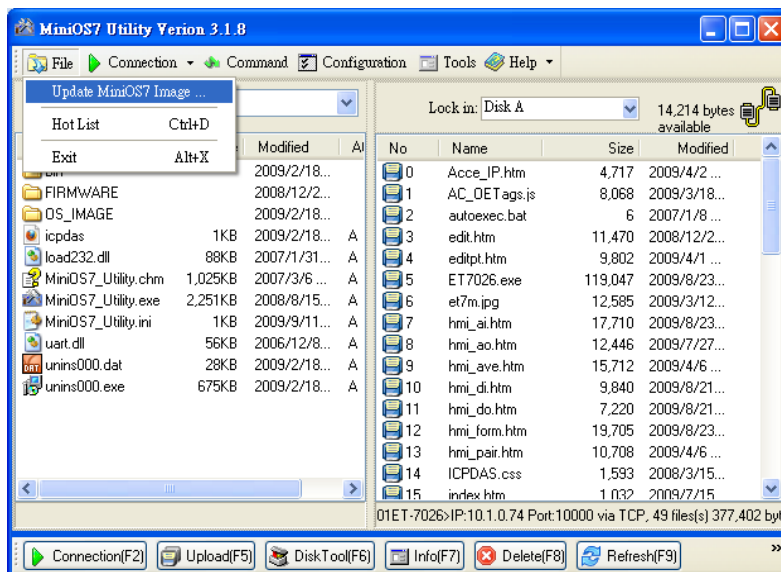 MiniOS7 Utility Verion 3.1.8
File Connection Command Configuration Tools Help
Update MiniOS7 Image ...
Hot List Ctrl+D
Exit Alt+X
Lock in: Disk A 14,214 bytes available
Modified
2009/2/18...
FIRMWARE 2008/12/2...
OS_IMAGE 2009/2/18...
icpdas 1KB 2009/2/18... A
load232.dll 88KB 2007/1/31... A
MiniOS7_Utility.chm 1,025KB 2007/3/6 ... A
MiniOS7_Utility.exe 2,251KB 2008/8/15... A
MiniOS7_Utility.ini 1KB 2009/9/11... A
uart.dll 56KB 2006/12/8... A
unins000.dat 28KB 2009/2/18... A
unins000.exe 675KB 2009/2/18... A
No Name Size Modified
0 Acce_IP.htm 4,717 2009/4/2 ...
1 AC_OETags.js 8,068 2009/3/18...
2 autoexec.bat 6 2007/1/8 ...
3 edit.htm 11,470 2008/12/2...
4 editpt.htm 9,802 2009/4/1 ...
5 ET7026.exe 119,047 2009/8/23...
6 et7m.jpg 12,585 2009/3/12...
7 hmi_ai.htm 17,710 2009/8/23...
8 hmi_ao.htm 12,446 2009/7/27...
9 hmi_ave.htm 15,712 2009/4/6 ...
10 hmi_di.htm 9,840 2009/8/21...
11 hmi_do.htm 7,220 2009/8/21...
12 hmi_form.htm 19,705 2009/8/23...
13 hmi_pair.htm 10,708 2009/4/6 ...
14 ICPDAS.css 1,593 2008/3/15...
15 index.htm 1,032 2009/7/15
01ET-7026>IP:10.1.0.74 Port:10000 via TCP, 49 files(s) 377,402 byt
Connection(F2) Upload(F5) DiskTool(F6) Info(F7) Delete(F8) Refresh(F9) »